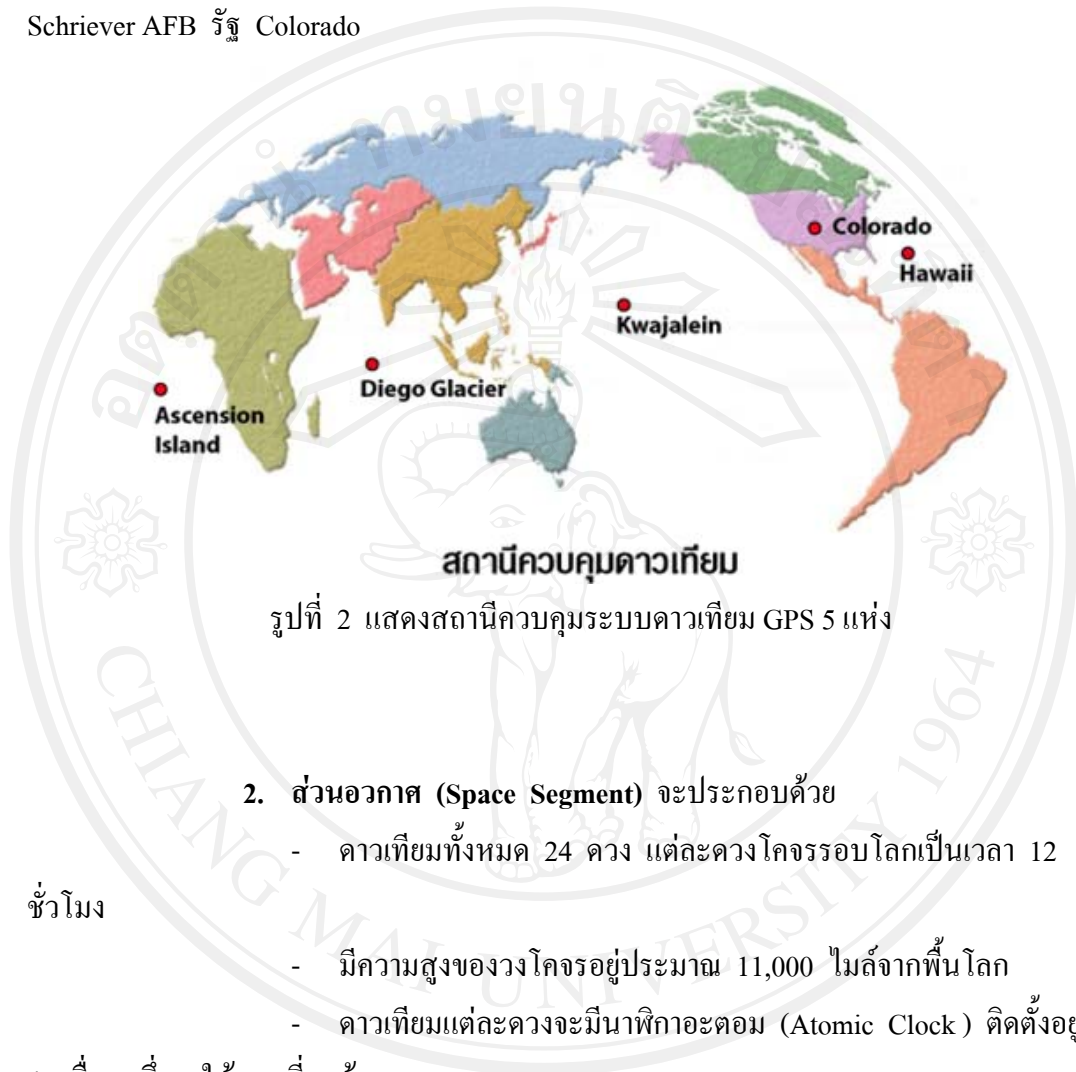 Schriever AFB รัฐ Colorado
Colorado
Hawaii
Kwajalein
Diego Glacier
Ascension
Island
สถานีควบคุมดาวเทียม
รูปที่ 2 แสดงสถานีควบคุมระบบดาวเทียม GPS 5 แห่ง
2. ส่วนอวกาศ (Space Segment) จะประกอบด้วย
- ดาวเทียมทั้งหมด 24 ดวง แต่ละดวงโคจรรอบโลกเป็นเวลา 12
ชั่วโมง
- มีความสูงของวงโคจรอยู่ประมาณ 11,000 ไมล์จากพื้นโลก
- ดาวเทียมแต่ละดวงจะมีนาฬิกาอะตอม (Atomic Clock) ติดตั้งอยู่
CHIANG MAI UNIVERSITY 1964